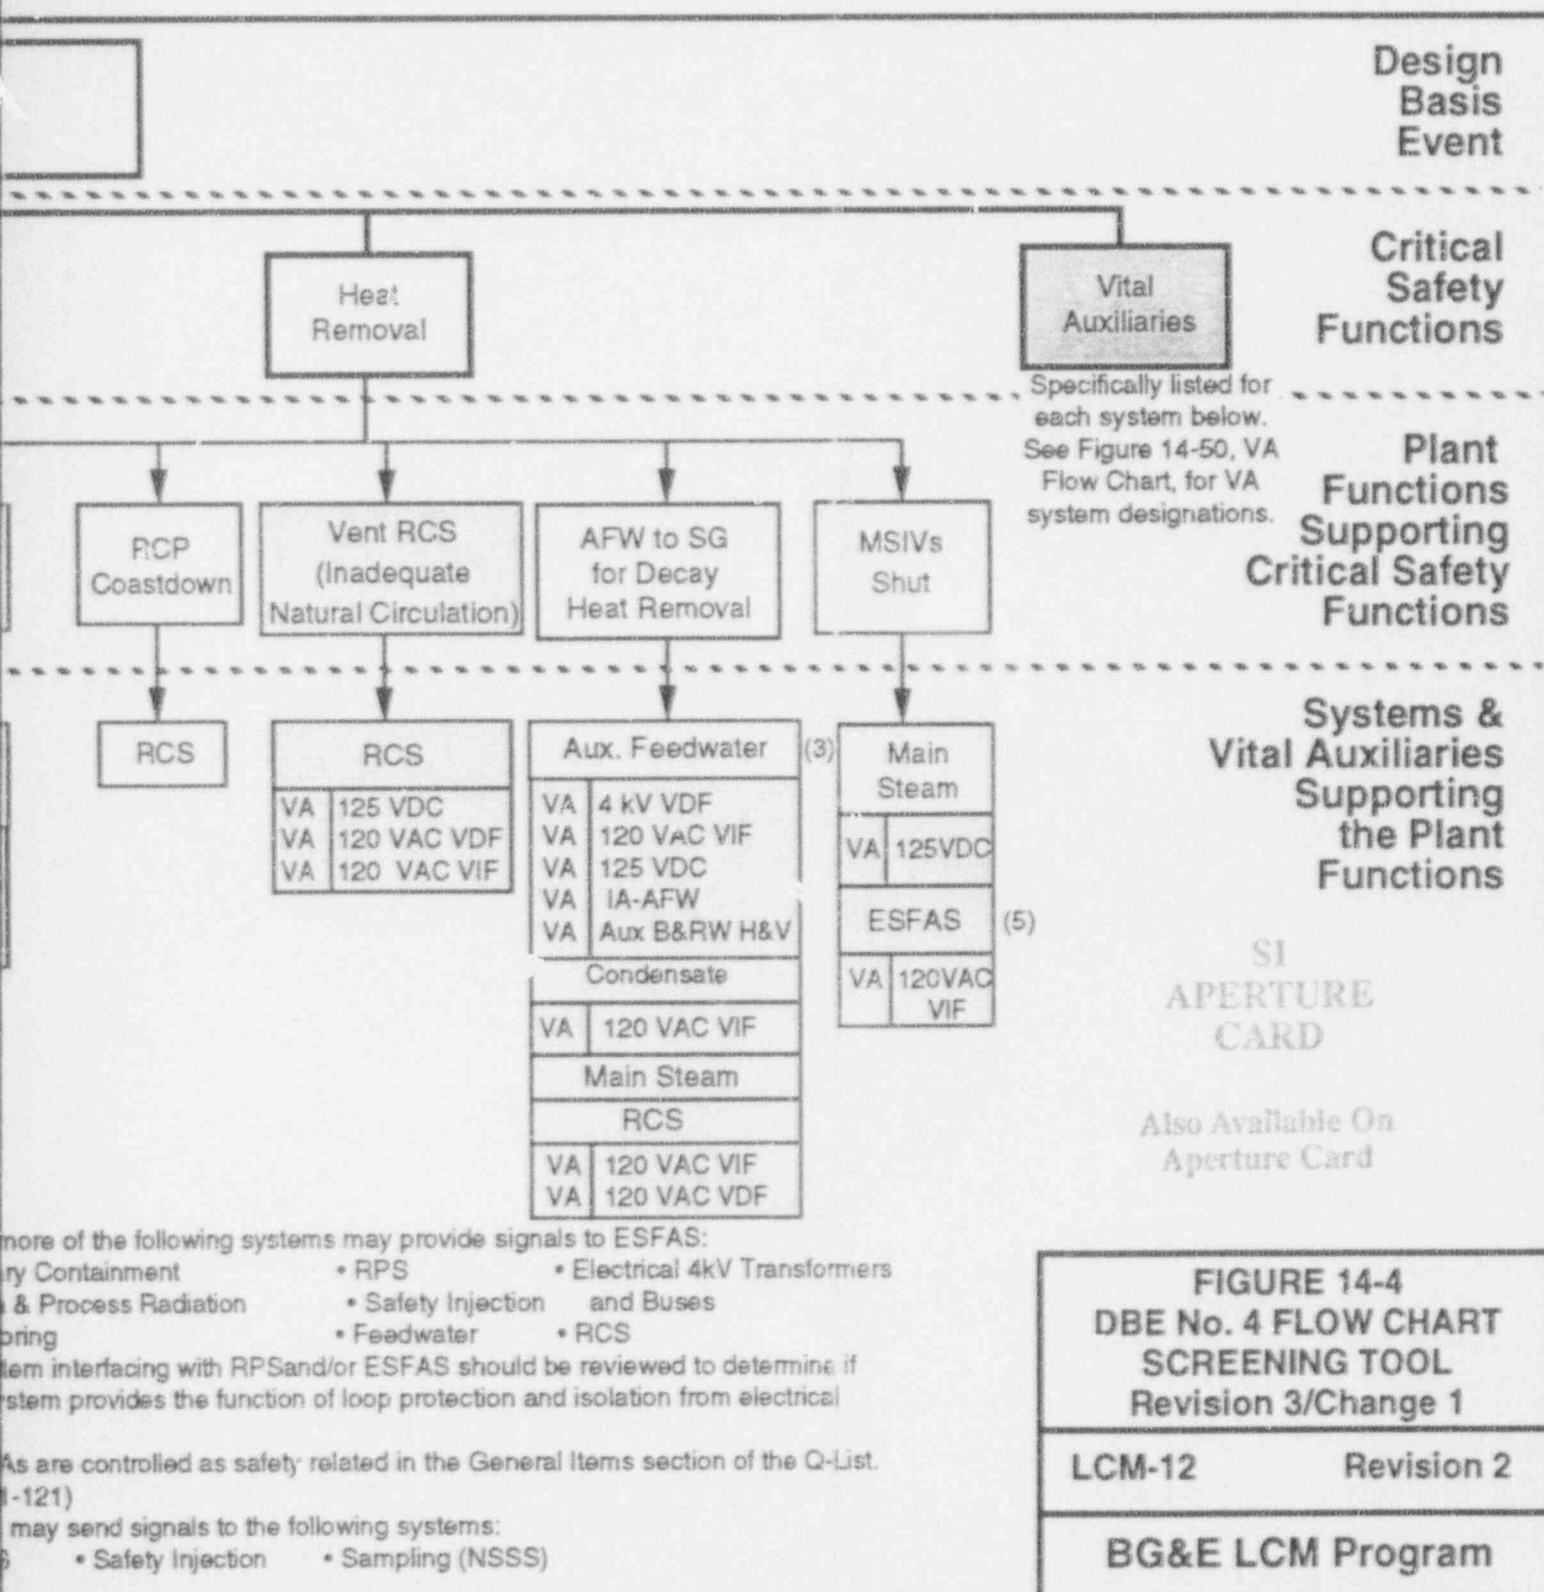 Design
Basis
Event
Heat
Removal
Vital
Auxiliaries
Critical
Safety
Functions
Specifically listed for
each system below.
See Figure 14-50, VA
Flow Chart, for VA
system designations.
Plant
Functions
Supporting
Critical Safety
Functions
RCP
Coastdown
Vent RCS
(Inadequate
Natural Circulation)
AFW to SG
for Decay
Heat Removal
MSIVs
Shut
Systems &
Vital Auxiliaries
Supporting
the Plant
Functions
RCS
RCS
VA 125 VDC
VA 120 VAC VDF
VA 120 VAC VIF
Aux. Feedwater (3)
VA 4 kV VDF
VA 120 VAC VIF
VA 125 VDC
VA IA-AFW
VA Aux B&RW H&V
Condensate
VA 120 VAC VIF
Main Steam
RCS
VA 120 VAC VIF
VA 120 VAC VDF
Main
Steam
VA 125VDC
ESFAS (5)
VA 120VAC
VIF
SI
APERTURE
CARD
Also Available On
Aperture Card
more of the following systems may provide signals to ESFAS:
ry Containment • RPS • Electrical 4kV Transformers
& Process Radiation • Safety Injection and Buses
oring • Feedwater • RCS
tem interfacing with RPSand/or ESFAS should be reviewed to determine if
stem provides the function of loop protection and isolation from electrical
As are controlled as safety related in the General Items section of the Q-List.
1-121)
may send signals to the following systems:
• Safety Injection • Sampling (NSSS)
FIGURE 14-4
DBE No. 4 FLOW CHART
SCREENING TOOL
Revision 3/Change 1
LCM-12 Revision 2
BG&E LCM Program